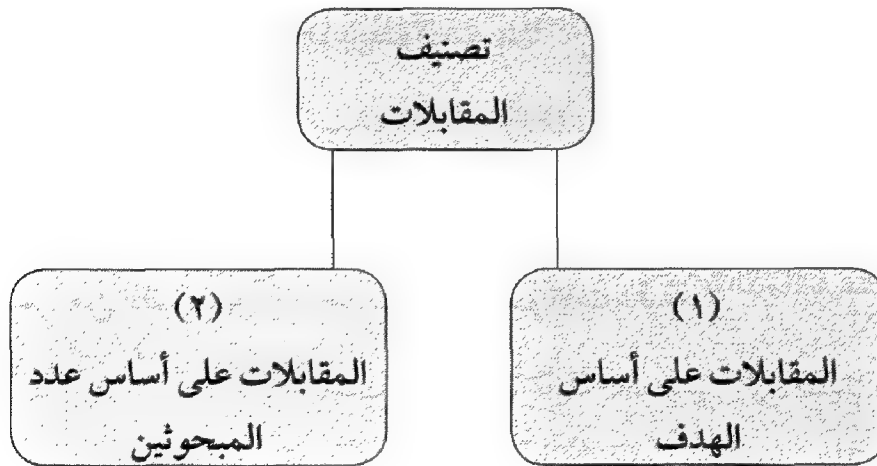 تصنيف
المقابلات
(١)
المقابلات على أساس
الهدف
(٢)
المقابلات على أساس عدد
المبحوثين